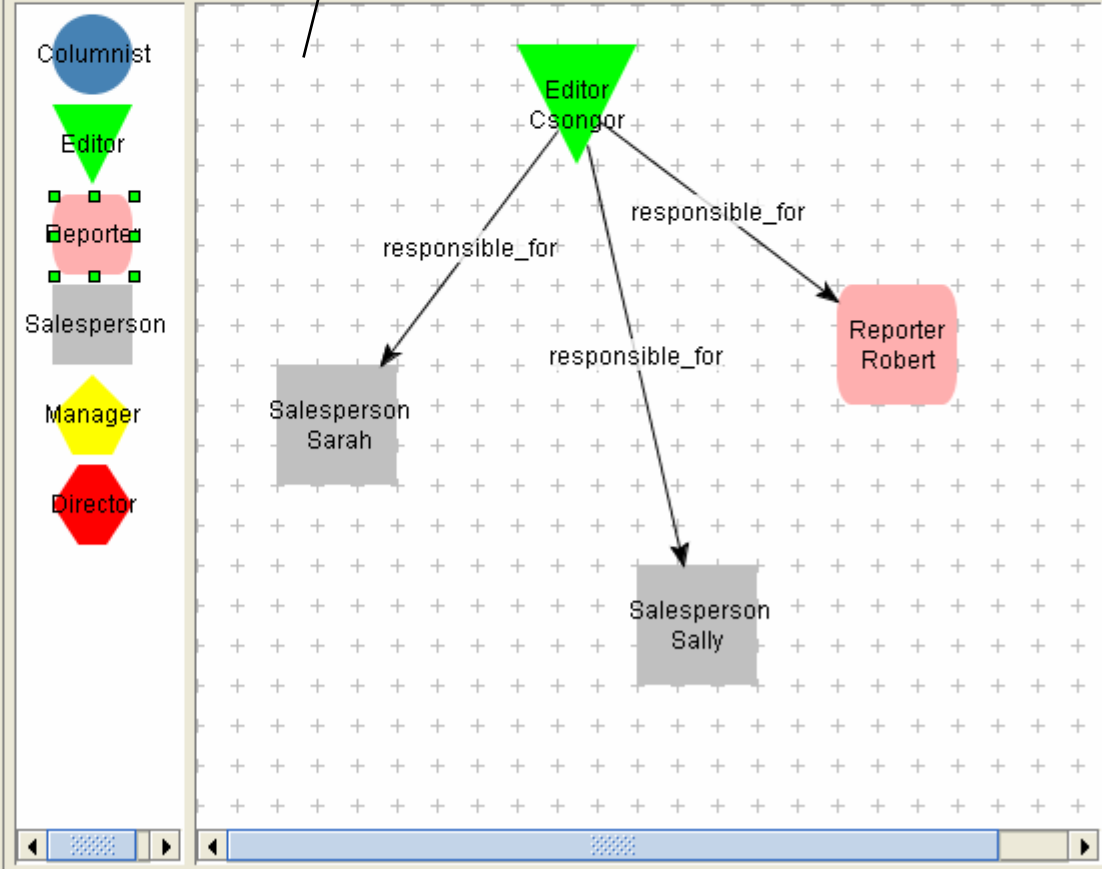 Columnist
Editor
Reporter
Salesperson
Manager
Director
Editor
Csongor
responsible_for
responsible_for
responsible_for
Reporter
Robert
Salesperson
Sarah
Salesperson
Sally